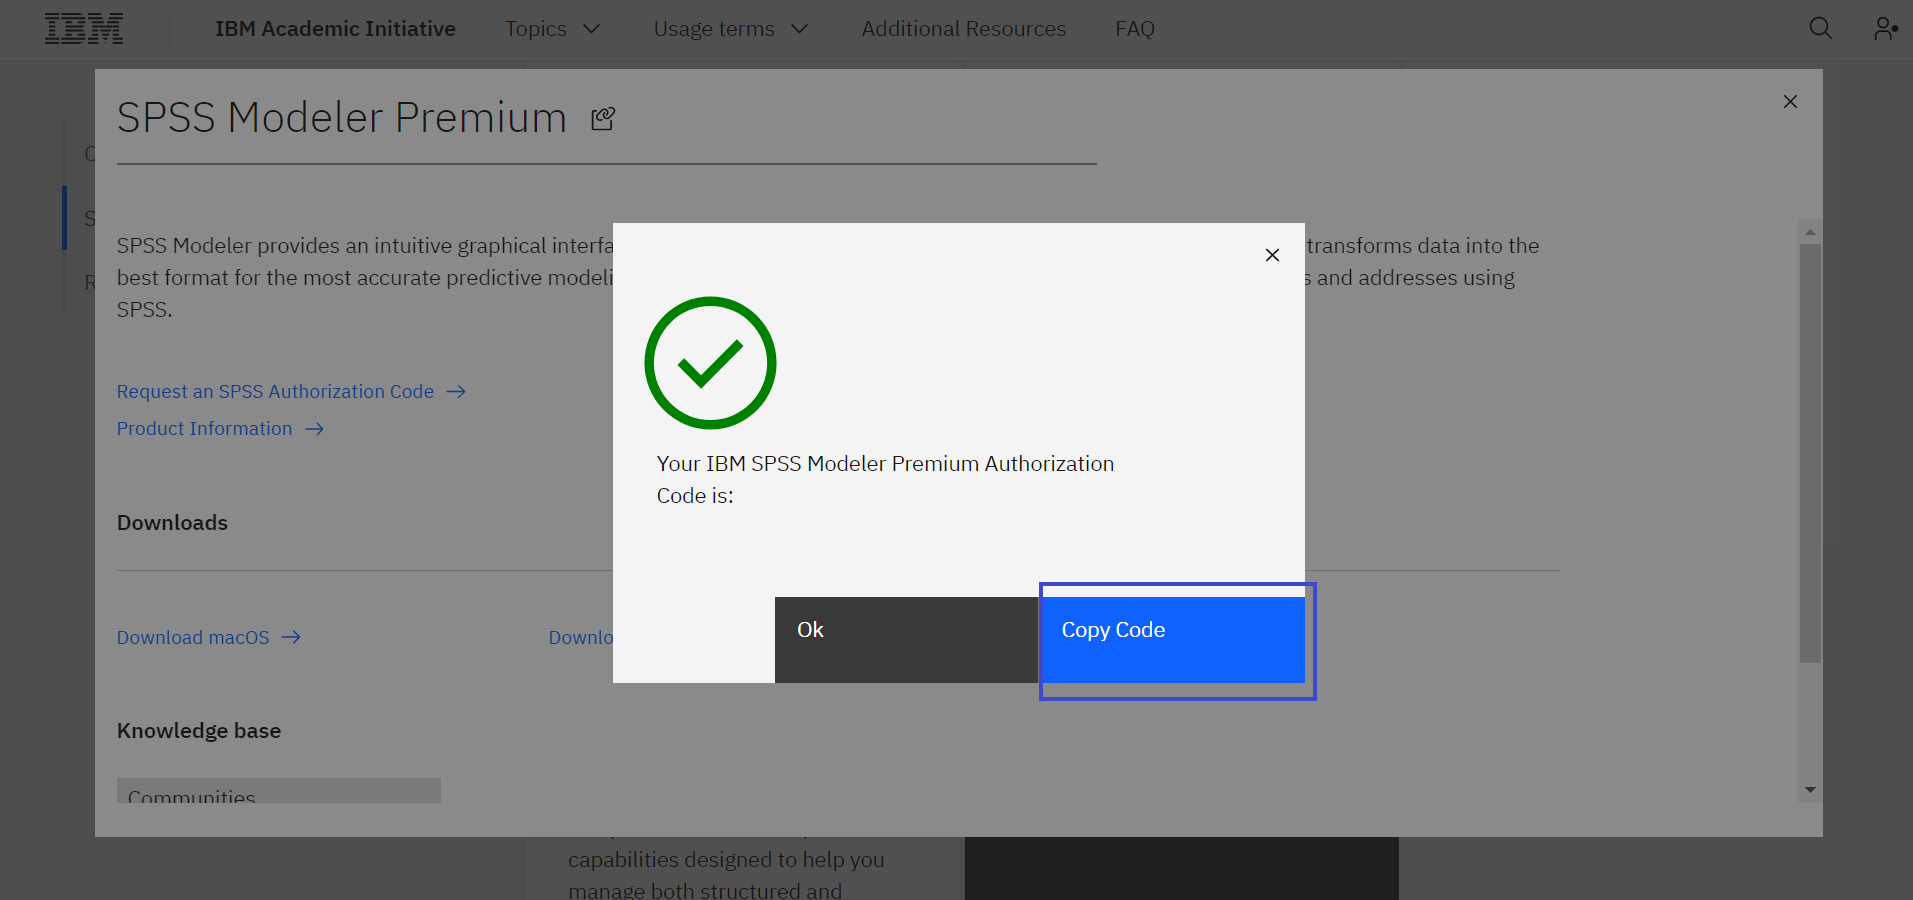 IBM
IBM Academic Initiative
Topics
Usage terms
Additional Resources
FAQ
SPSS Modeler Premium
SPSS Modeler provides an intuitive graphical interfa transforms data into the
best format for the most accurate predictive modeli s and addresses using
SPSS.
Request an SPSS Authorization Code
Product Information
Your IBM SPSS Modeler Premium Authorization
Code is:
Ok
Copy Code
Downloads
Download macOS
Downlo
Knowledge base
Communities
capabilities designed to help you
manage both structured and